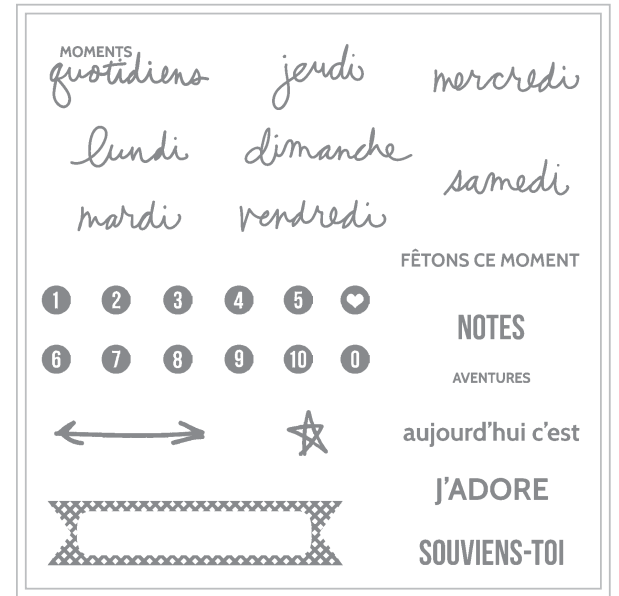 MOMENTS
quotidiens
jeudi
mercredi
lundi
dimanche
samedi
mardi
vendredi
FÊTONS CE MOMENT
1 2 3 4 5
NOTES
6 7 8 9 10 0
AVENTURES
aujourd'hui c'est
J'ADORE
SOUVIENS-TOI